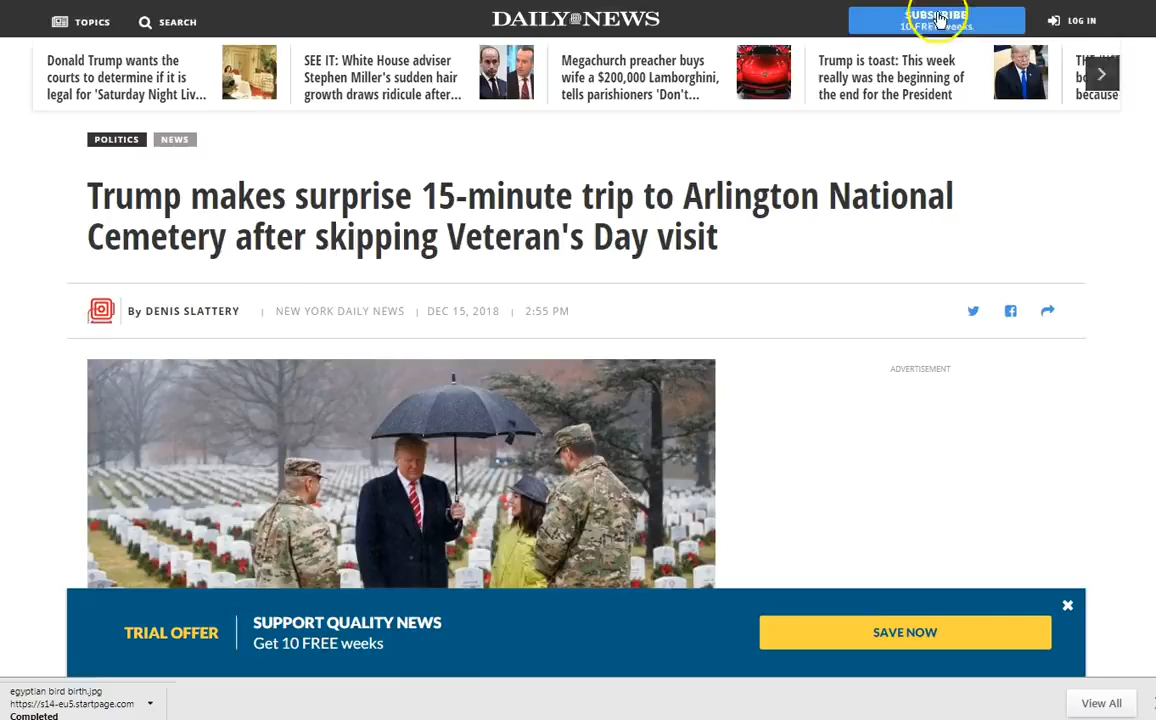 TOPICS
SEARCH
DAILY NEWS
SUBSCRIBE
10 FREE weeks
LOG IN
Donald Trump wants the
courts to determine if it is
legal for 'Saturday Night Liv...
SEE IT: White House adviser
Stephen Miller's sudden hair
growth draws ridicule after...
Megachurch preacher buys
wife a $200,000 Lamborghini,
tells parishioners 'Don't...
Trump is toast: This week
really was the beginning of
the end for the President
because
POLITICS
NEWS
Trump makes surprise 15-minute trip to Arlington National
Cemetery after skipping Veteran's Day visit
By DENIS SLATTERY | NEW YORK DAILY NEWS | DEC 15, 2018 | 2:55 PM
ADVERTISEMENT
TRIAL OFFER
SUPPORT QUALITY NEWS
Get 10 FREE weeks
SAVE NOW
egyptian bird birth.jpg
https://s14-eu5.startpage.com
Completed
View All